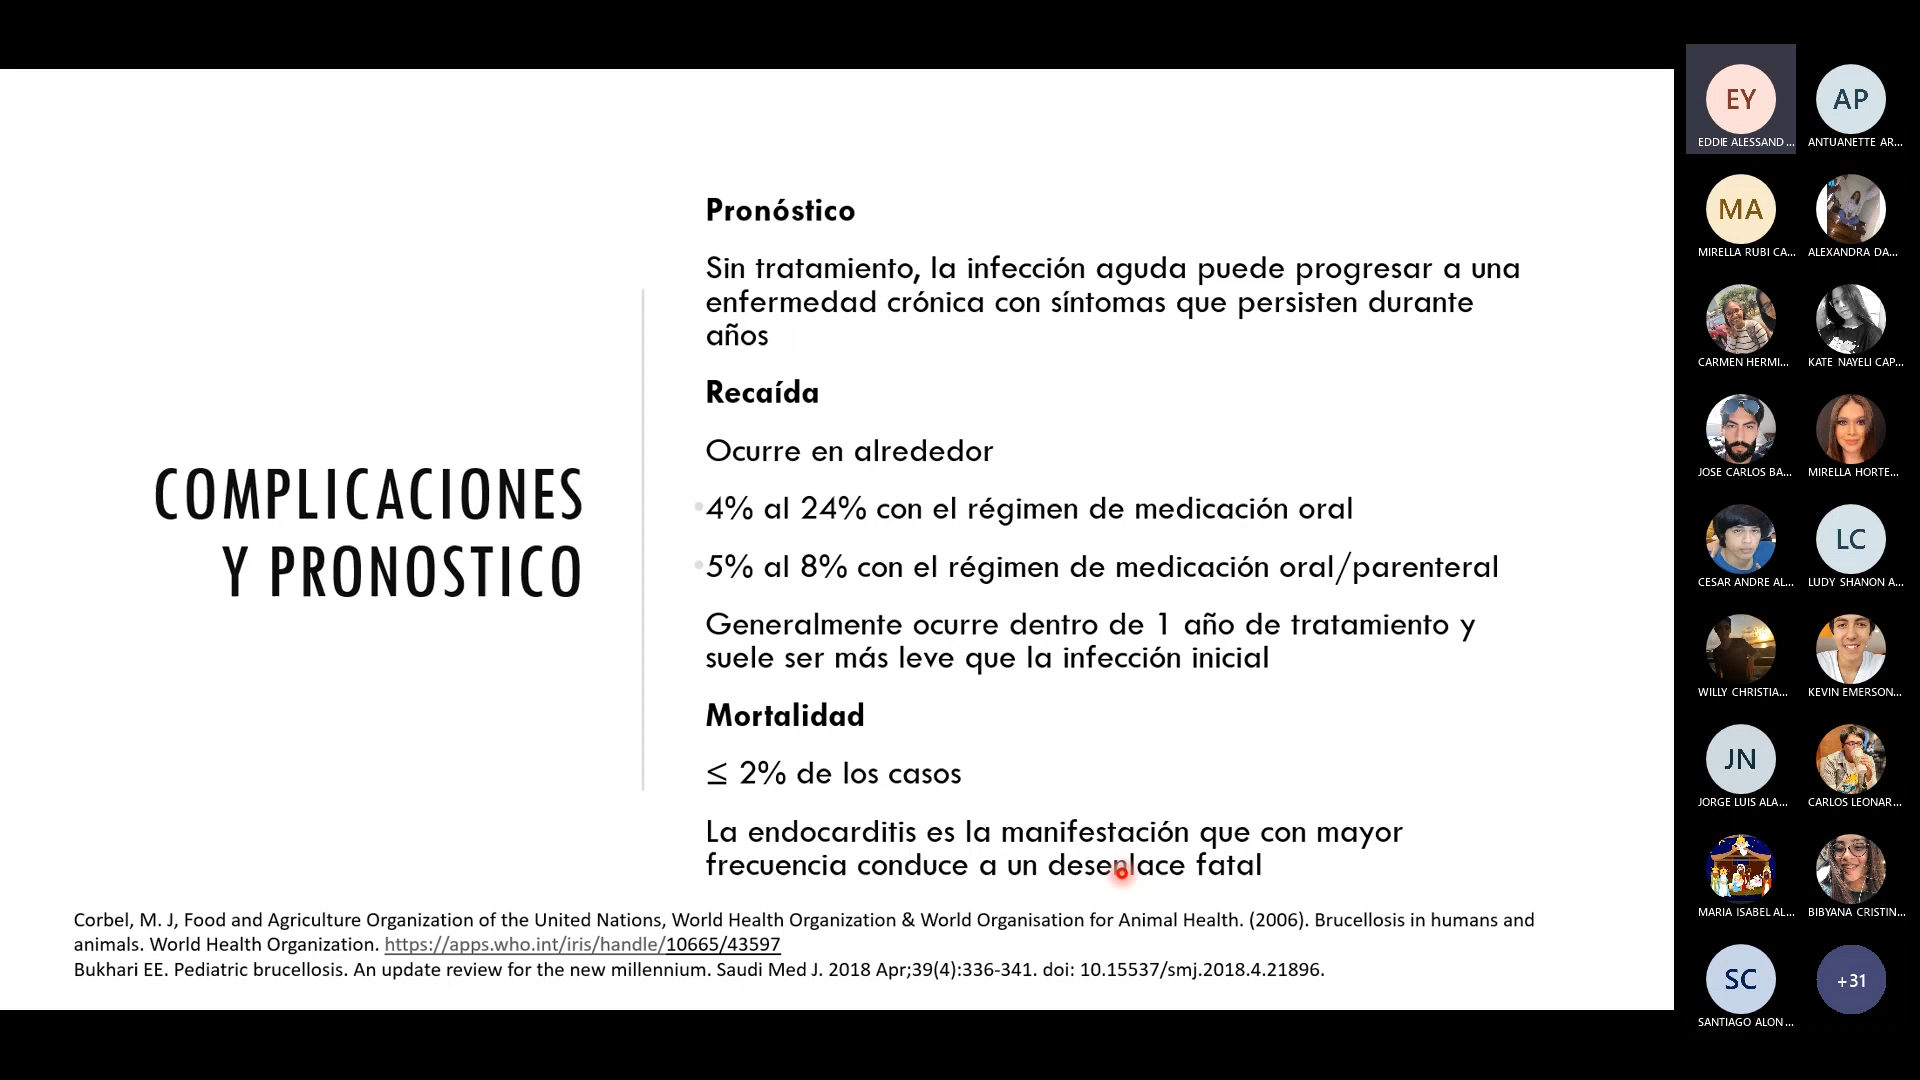 COMPLICACIONES
Y PRONOSTICO
Pronóstico
Sin tratamiento, la infección aguda puede progresar a una
enfermedad crónica con síntomas que persisten durante
años
Recaída
Ocurre en alrededor
•4% al 24% con el régimen de medicación oral
•5% al 8% con el régimen de medicación oral/parenteral
Generalmente ocurre dentro de 1 año de tratamiento y
suele ser más leve que la infección inicial
Mortalidad
≤ 2% de los casos
La endocarditis es la manifestación que con mayor
frecuencia conduce a un desenlace fatal
Corbel, M. J, Food and Agriculture Organization of the United Nations, World Health Organization & World Organisation for Animal Health. (2006). Brucellosis in humans and
animals. World Health Organization. https://apps.who.int/iris/handle/10665/43597
Bukhari EE. Pediatric brucellosis. An update review for the new millennium. Saudi Med J. 2018 Apr;39(4):336-341. doi: 10.15537/smj.2018.4.21896.
EY
EDDIE ALESSAND...
AP
ANTUANETTE AR...
MA
MIRELLA RUBI CA...
ALEXANDRA DA...
CARMEN HERMI...
KATE NAYELI CAP...
JOSE CARLOS BA...
MIRELLA HORTE...
CESAR ANDRE AL...
LC
LUDY SHANON A...
WILLY CHRISTIA...
KEVIN EMERSON...
JN
JORGE LUIS ALA...
CARLOS LEONAR...
MARIA ISABEL AL...
BIBYANA CRISTIN...
SC
SANTIAGO ALON...
+31